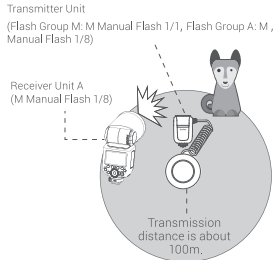 Transmitter Unit
(Flash Group M: M Manual Flash 1/1, Flash Group A: M ,
Manual Flash 1/8)
Receiver Unit A
(M Manual Flash 1/8)
Transmission
distance is about
100m.